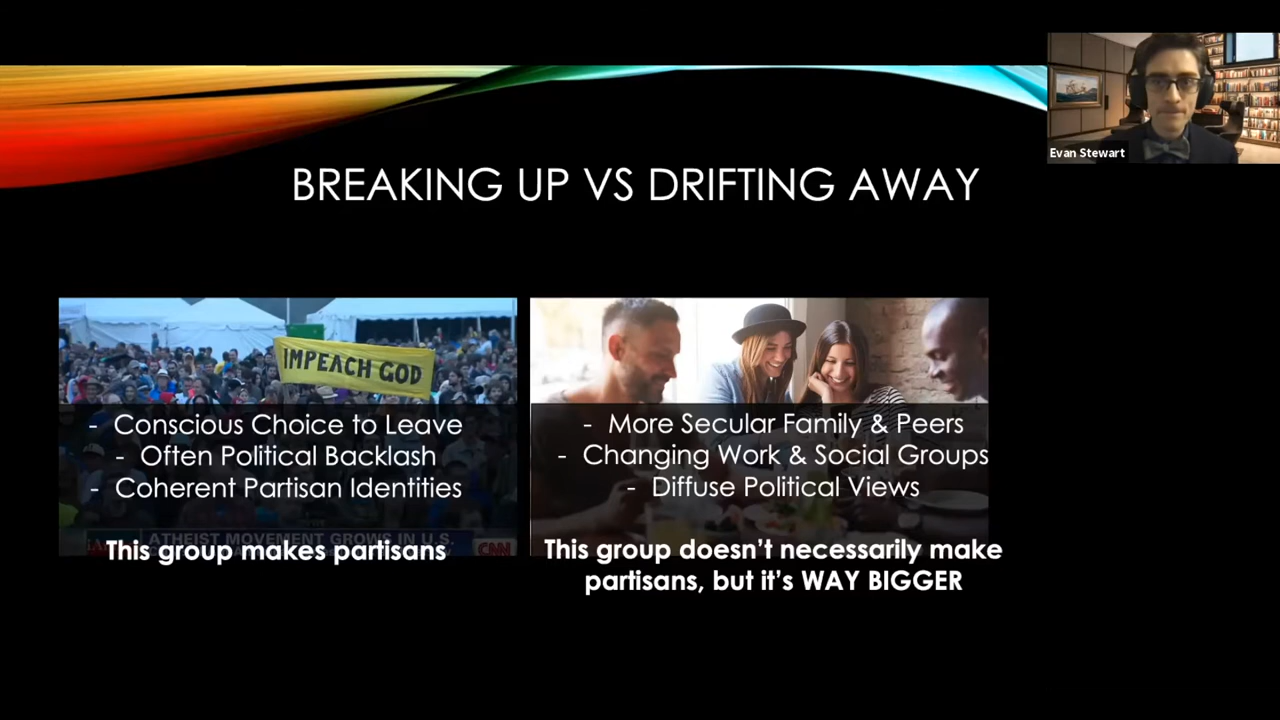 Evan Stewart
BREAKING UP VS DRIFTING AWAY
IMPEACH GOD
- Conscious Choice to Leave
- Often Political Backlash
- Coherent Partisan Identities
ATHEIST MOVEMENT GROWS IN U.S.
CNN
This group makes partisans
- More Secular Family & Peers
- Changing Work & Social Groups
- Diffuse Political Views
This group doesn't necessarily make
partisans, but it's WAY BIGGER